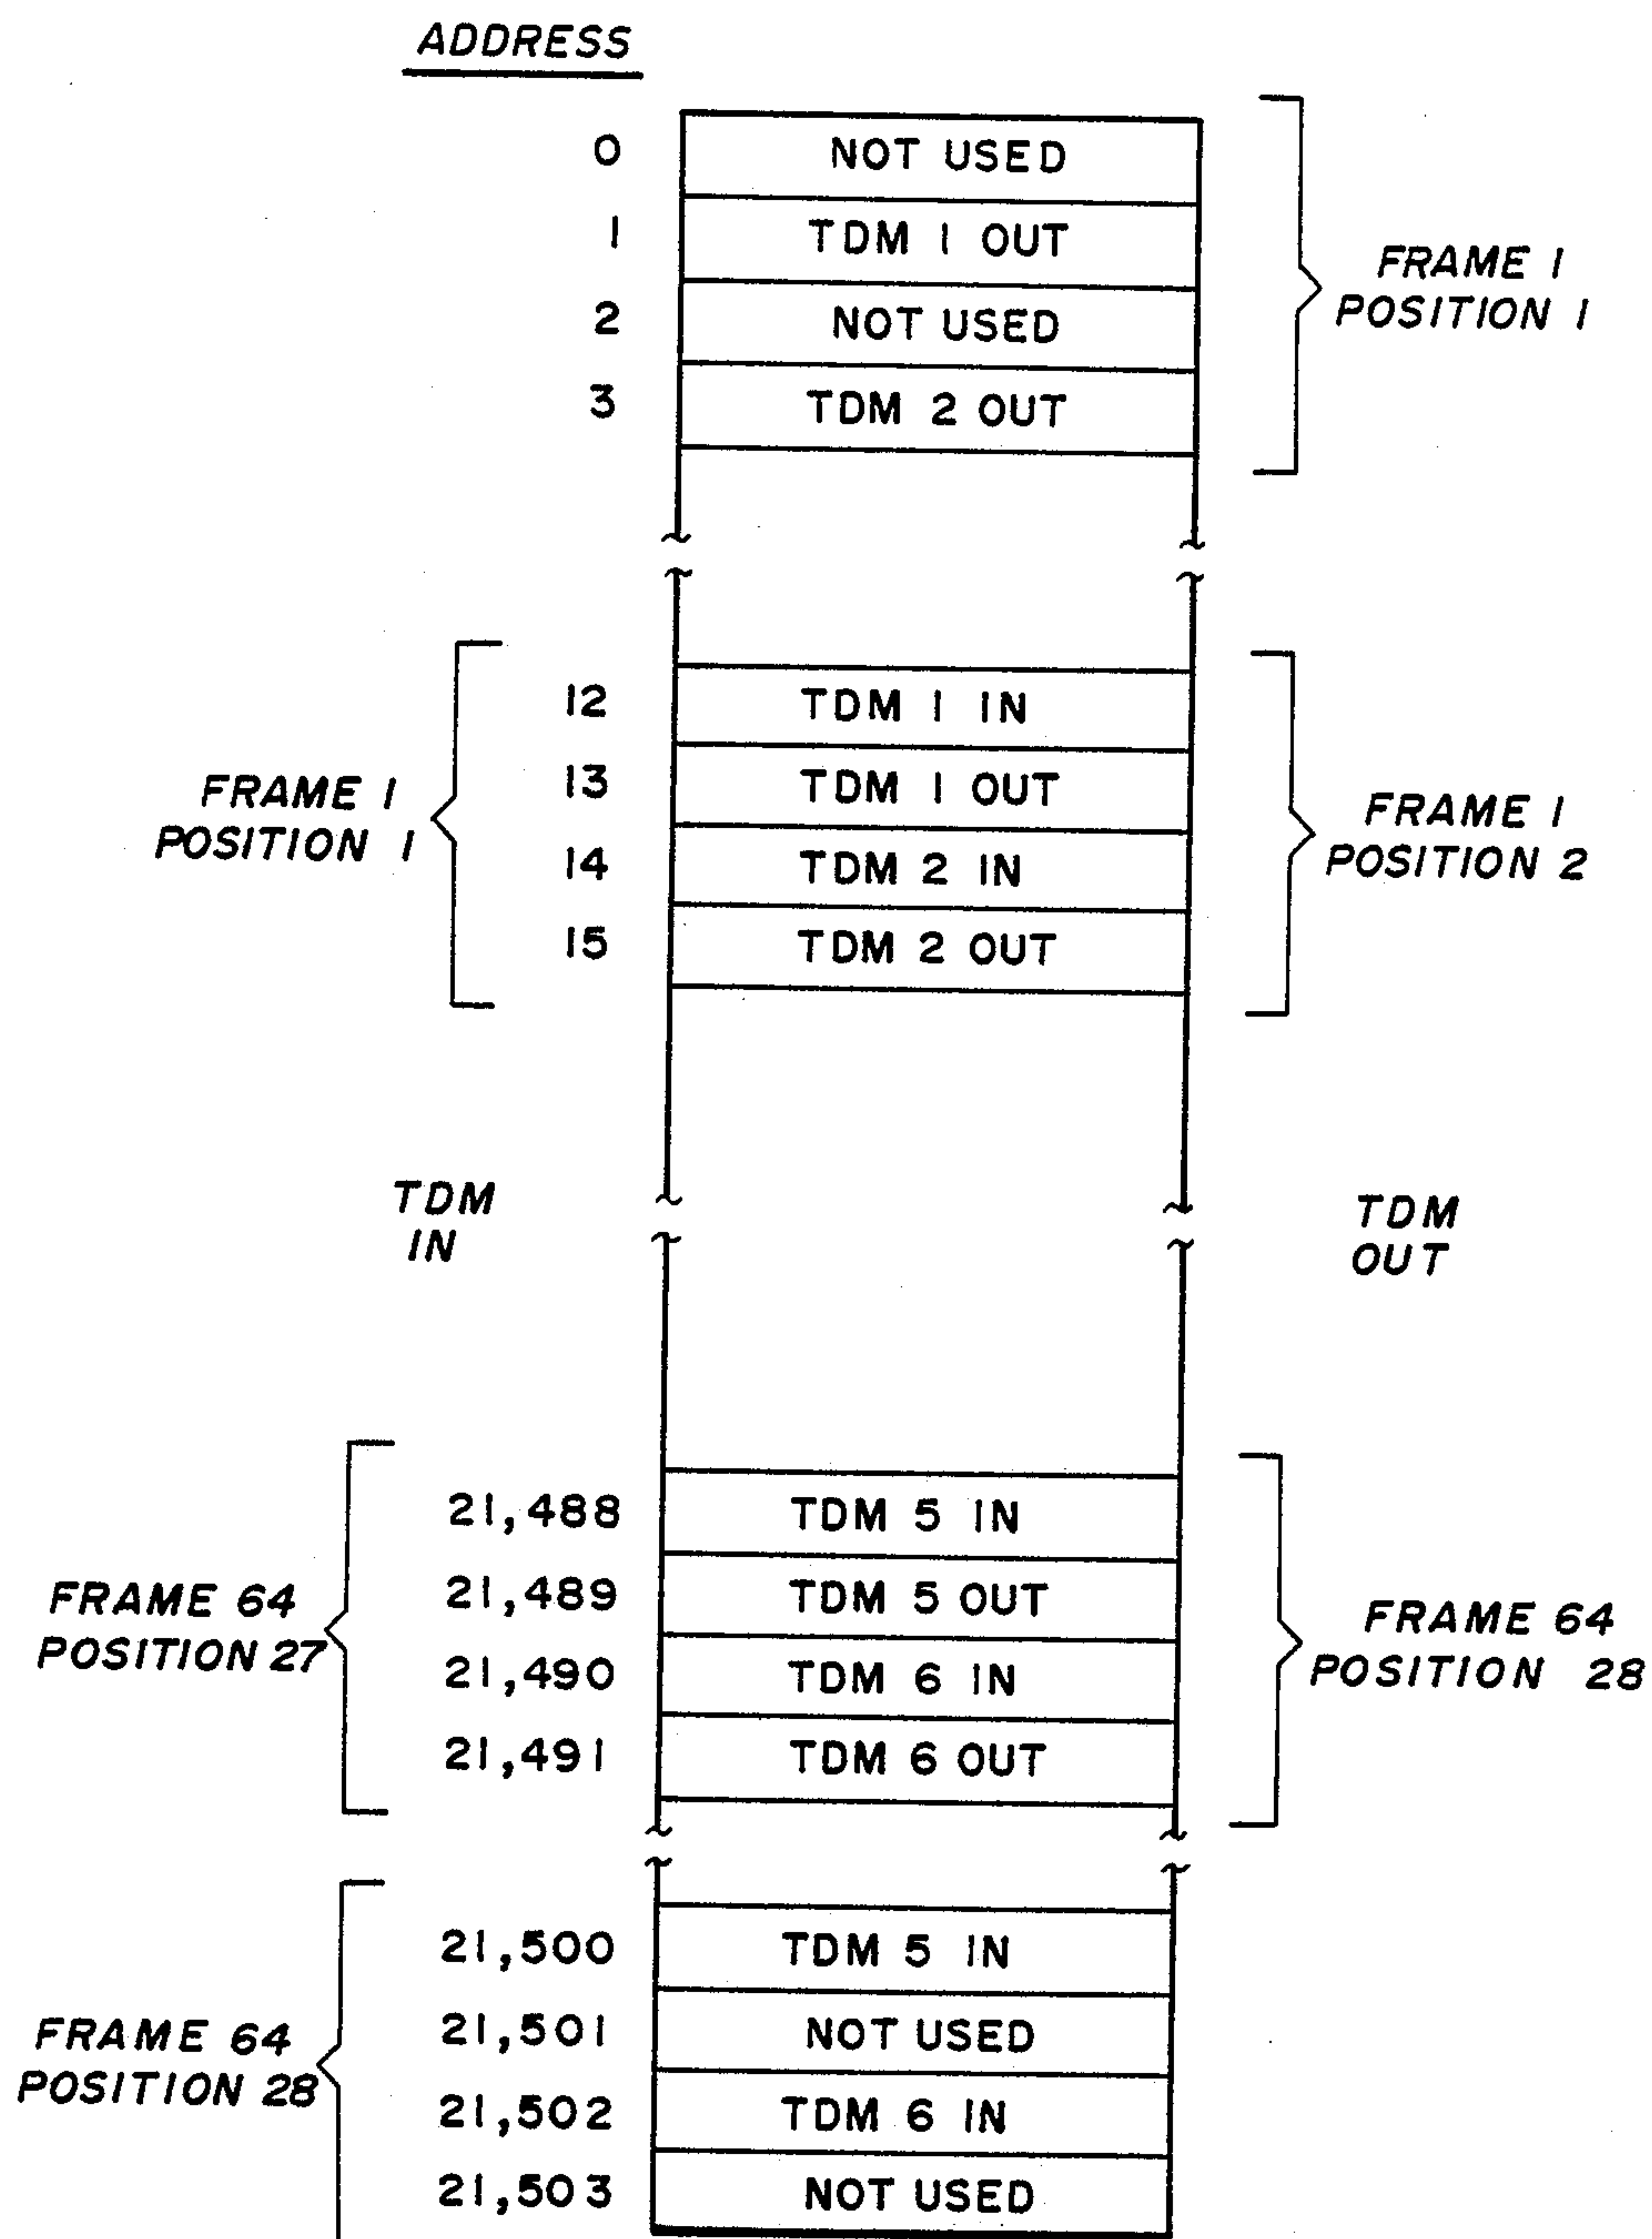 ADDRESS
0 NOT USED
1 TDM 1 OUT
2 NOT USED
3 TDM 2 OUT
FRAME 1
POSITION 1
FRAME 1
POSITION 1
12 TDM 1 IN
13 TDM 1 OUT
14 TDM 2 IN
15 TDM 2 OUT
FRAME 1
POSITION 2
TDM
IN
TDM
OUT
FRAME 64
POSITION 27
21,488 TDM 5 IN
21,489 TDM 5 OUT
21,490 TDM 6 IN
21,491 TDM 6 OUT
FRAME 64
POSITION 28
FRAME 64
POSITION 28
21,500 TDM 5 IN
21,501 NOT USED
21,502 TDM 6 IN
21,503 NOT USED